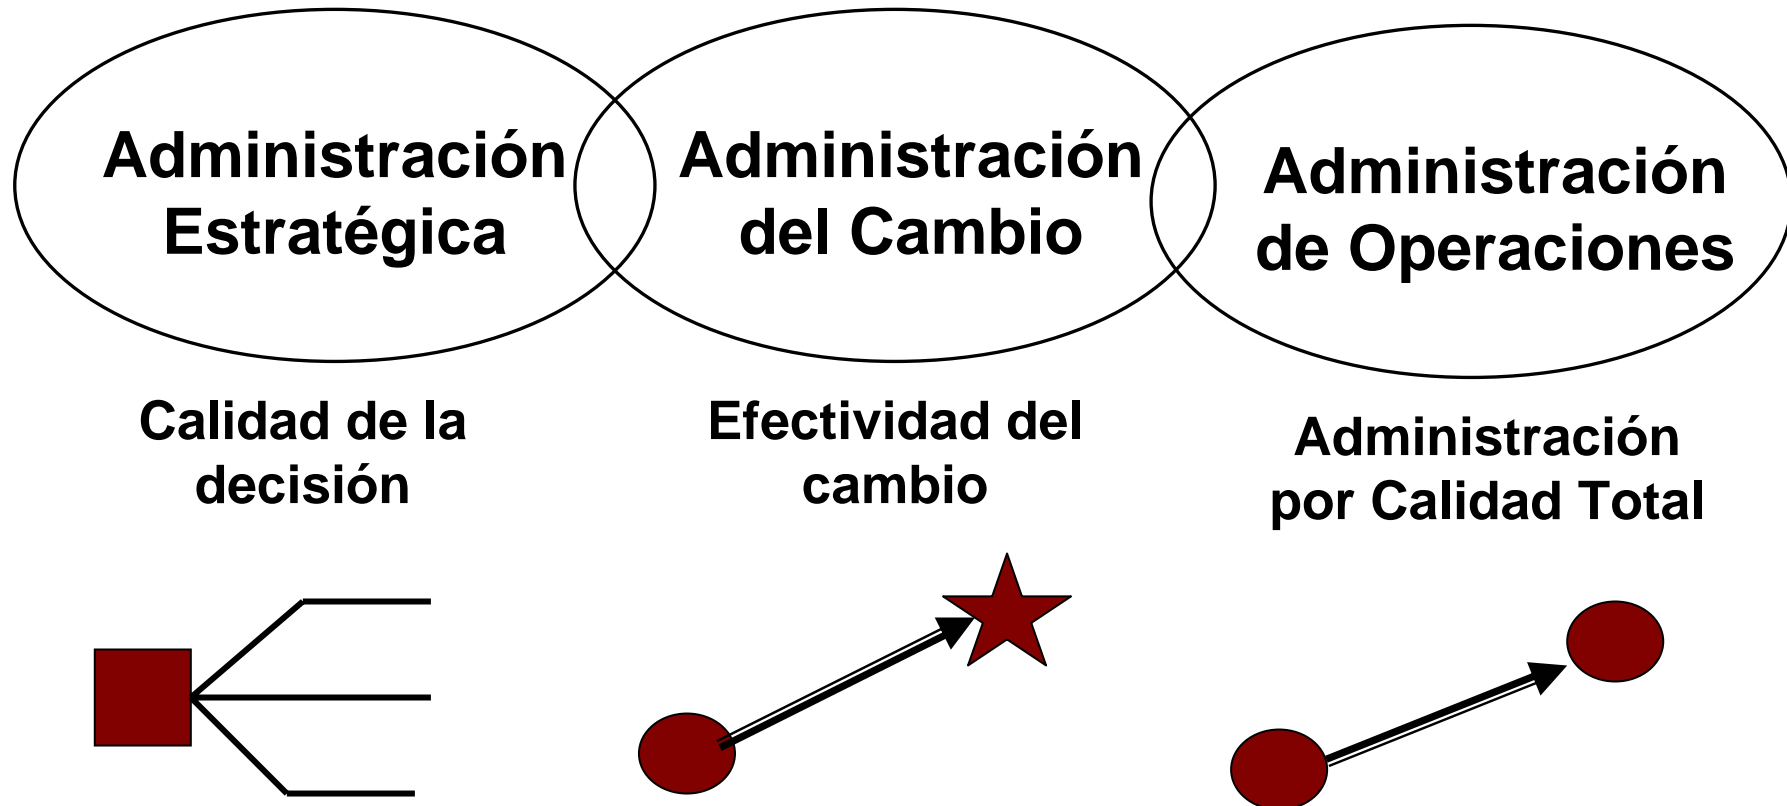 Administración
Estratégica
Administración
del Cambio
Administración
de Operaciones
Calidad de la
decisión
Efectividad del
cambio
Administración
por Calidad Total